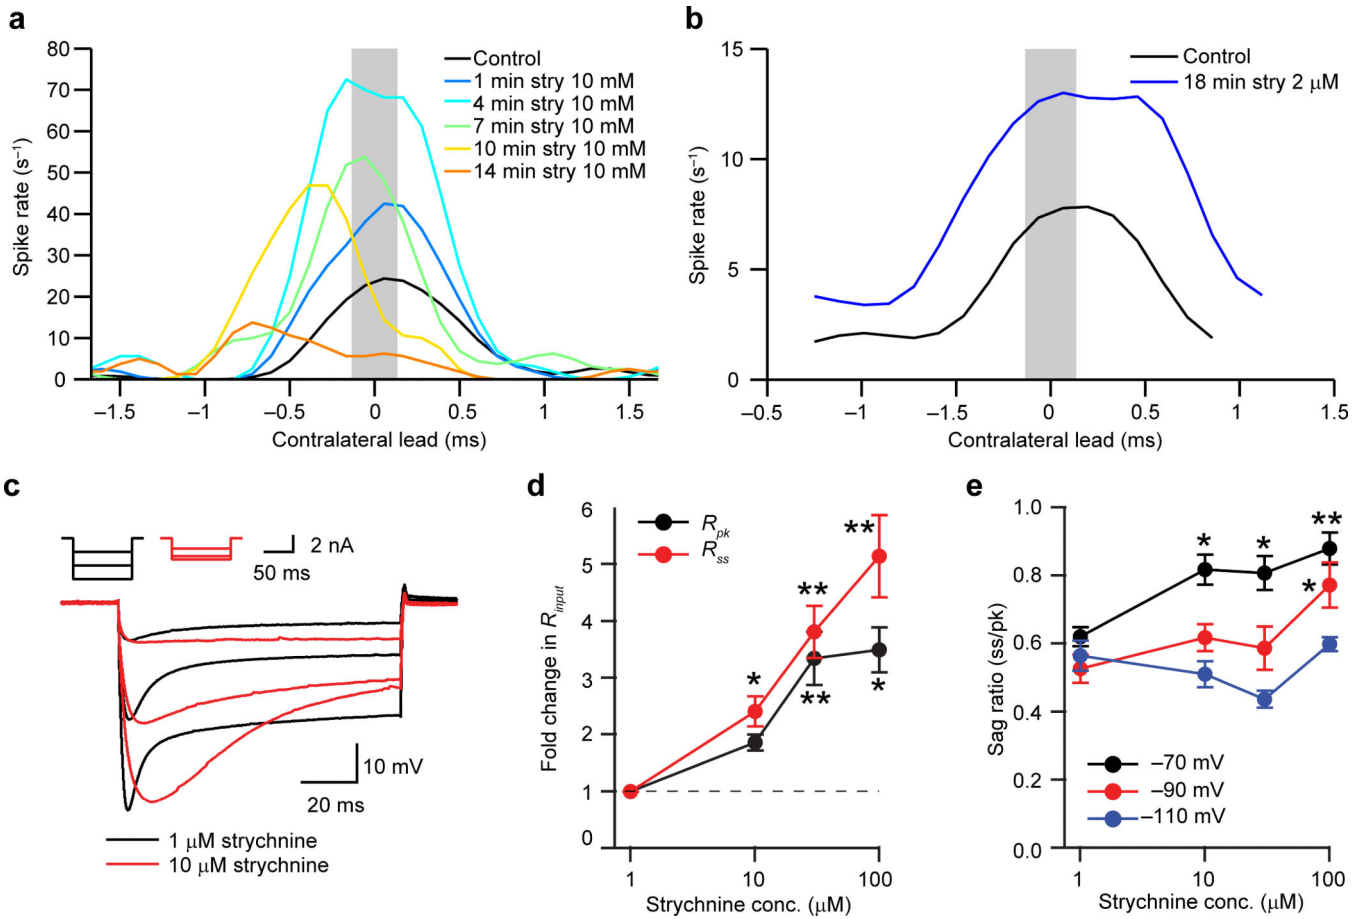 a
80
70
60
50
40
30
20
10
0
Spike rate (s⁻¹)
–1.5
–1
–0.5
0
0.5
1
1.5
Contralateral lead (ms)
Control
1 min stry 10 mM
4 min stry 10 mM
7 min stry 10 mM
10 min stry 10 mM
14 min stry 10 mM
b
15
10
5
0
Spike rate (s⁻¹)
–0.5
–1
–1.5
0
0.5
1
1.5
Contralateral lead (ms)
Control
18 min stry 2 μM
c
2 nA
50 ms
10 mV
20 ms
1 μM strychnine
10 μM strychnine
d
6
5
4
3
2
1
0
Fold change in R_input
R_pk
R_ss
*
**
**
**
*
1
10
100
Strychnine conc. (μM)
e
1.0
0.8
0.6
0.4
0.2
0.0
Sag ratio (ss/pk)
*
*
**
*
–70 mV
–90 mV
–110 mV
1
10
100
Strychnine conc. (μM)